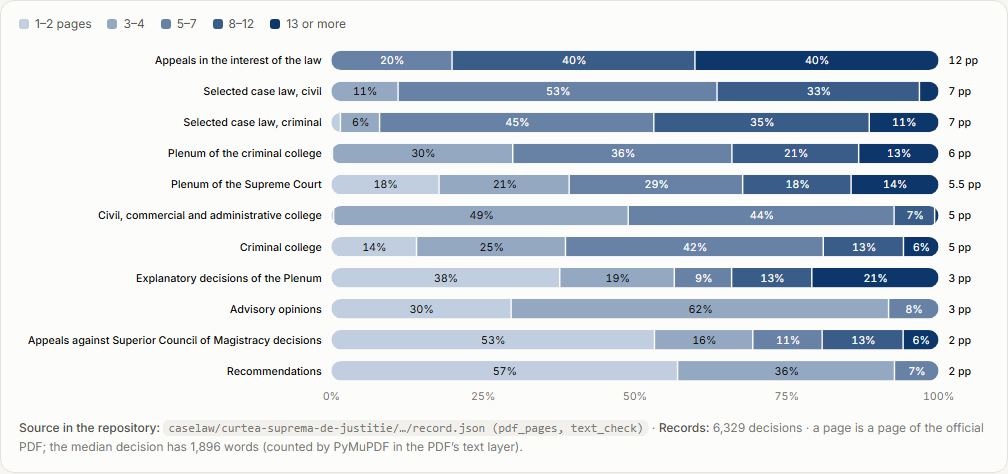 1–2 pages 3–4 5–7 8–12 13 or more
Appeals in the interest of the law 20% 40% 40% 12 pp
Selected case law, civil 11% 53% 33% 7 pp
Selected case law, criminal 6% 45% 35% 11% 7 pp
Plenum of the criminal college 30% 36% 21% 13% 6 pp
Plenum of the Supreme Court 18% 21% 29% 18% 14% 5.5 pp
Civil, commercial and administrative college 49% 44% 7% 5 pp
Criminal college 14% 25% 42% 13% 6% 5 pp
Explanatory decisions of the Plenum 38% 19% 9% 13% 21% 3 pp
Advisory opinions 30% 62% 8% 3 pp
Appeals against Superior Council of Magistracy decisions 53% 16% 11% 13% 6% 2 pp
Recommendations 57% 36% 7% 2 pp
0% 25% 50% 75% 100%
Source in the repository: caselaw/curtea-suprema-de-justitie/…/record.json (pdf_pages, text_check) · Records: 6,329 decisions · a page is a page of the official
PDF; the median decision has 1,896 words (counted by PyMuPDF in the PDF’s text layer).